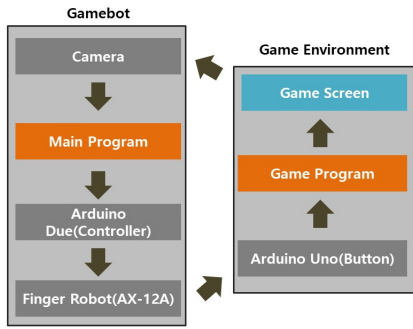 Gamebot
Camera
Main Program
Arduino
Due(Controller)
Finger Robot(AX-12A)
Game Environment
Game Screen
Game Program
Arduino Uno(Button)